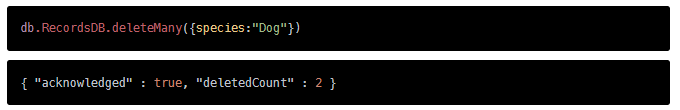 db.RecordsDB.deleteMany({species:"Dog"})
{ "acknowledged" : true, "deletedCount" : 2 }